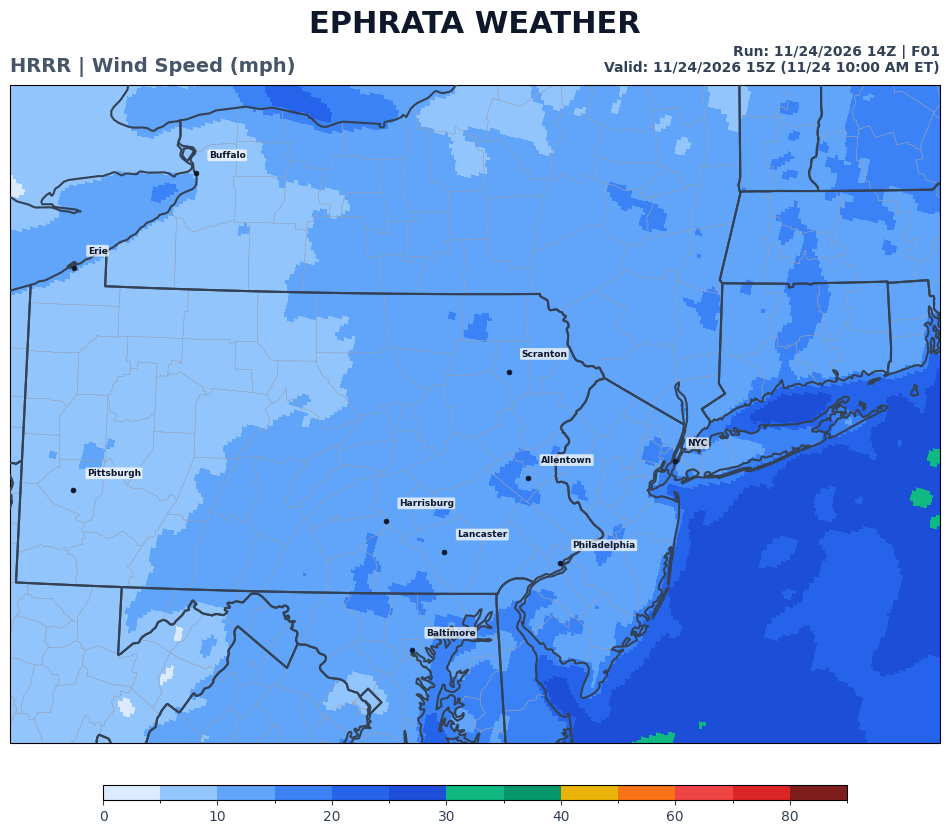 EPHRATA WEATHER
HRRR | Wind Speed (mph)
Run: 11/24/2026 14Z | F01
Valid: 11/24/2026 15Z (11/24 10:00 AM ET)
Buffalo
Erie
Scranton
NYC
Allentown
Pittsburgh
Harrisburg
Lancaster
Philadelphia
Baltimore
0 10 20 30 40 50 60 70 80